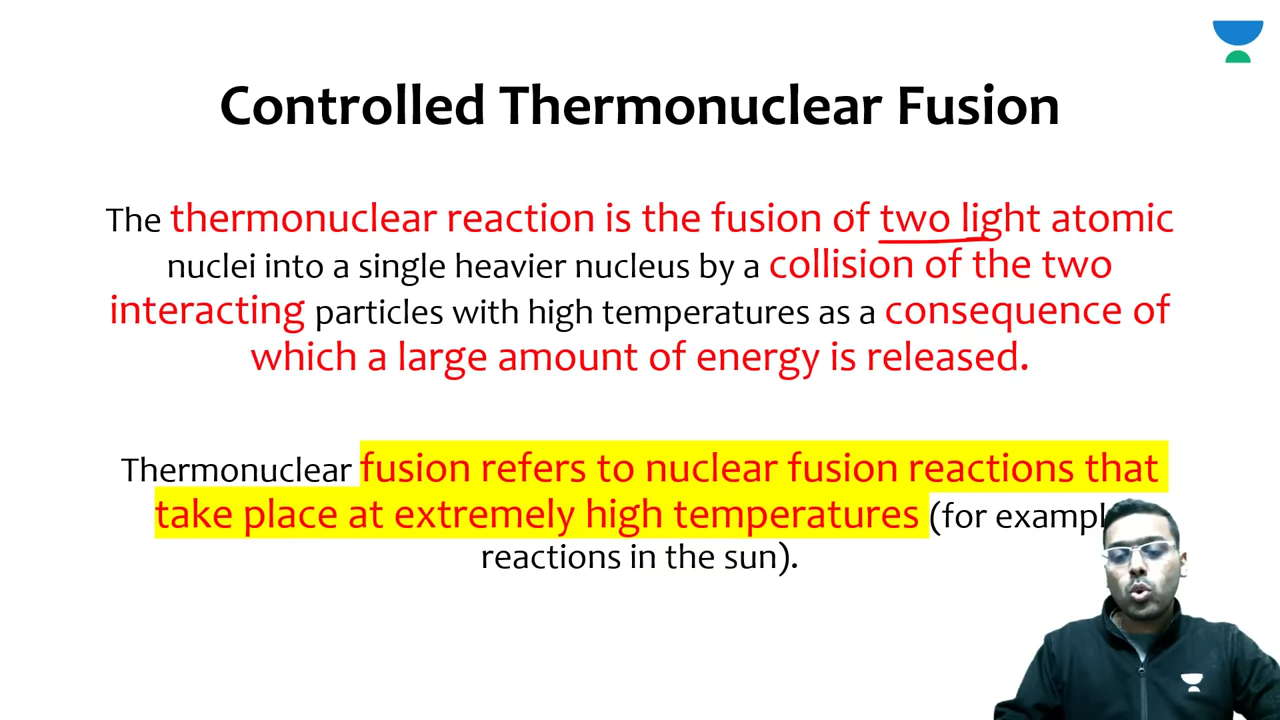 Controlled Thermonuclear Fusion
The thermonuclear reaction is the fusion of two light atomic
nuclei into a single heavier nucleus by a collision of the two
interacting particles with high temperatures as a consequence of
which a large amount of energy is released.
Thermonuclear fusion refers to nuclear fusion reactions that
take place at extremely high temperatures (for exampl
reactions in the sun).